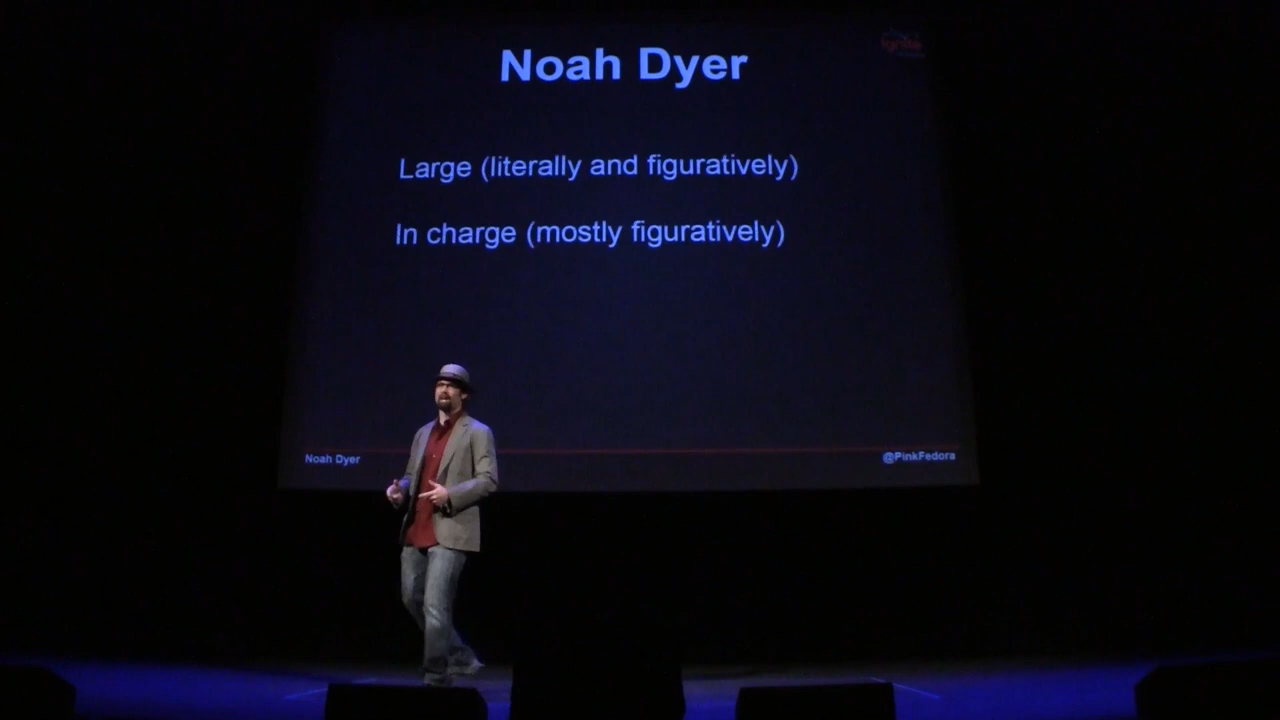 Noah Dyer
Large (literally and figuratively)
In charge (mostly figuratively)
Noah Dyer
@PinkFedora